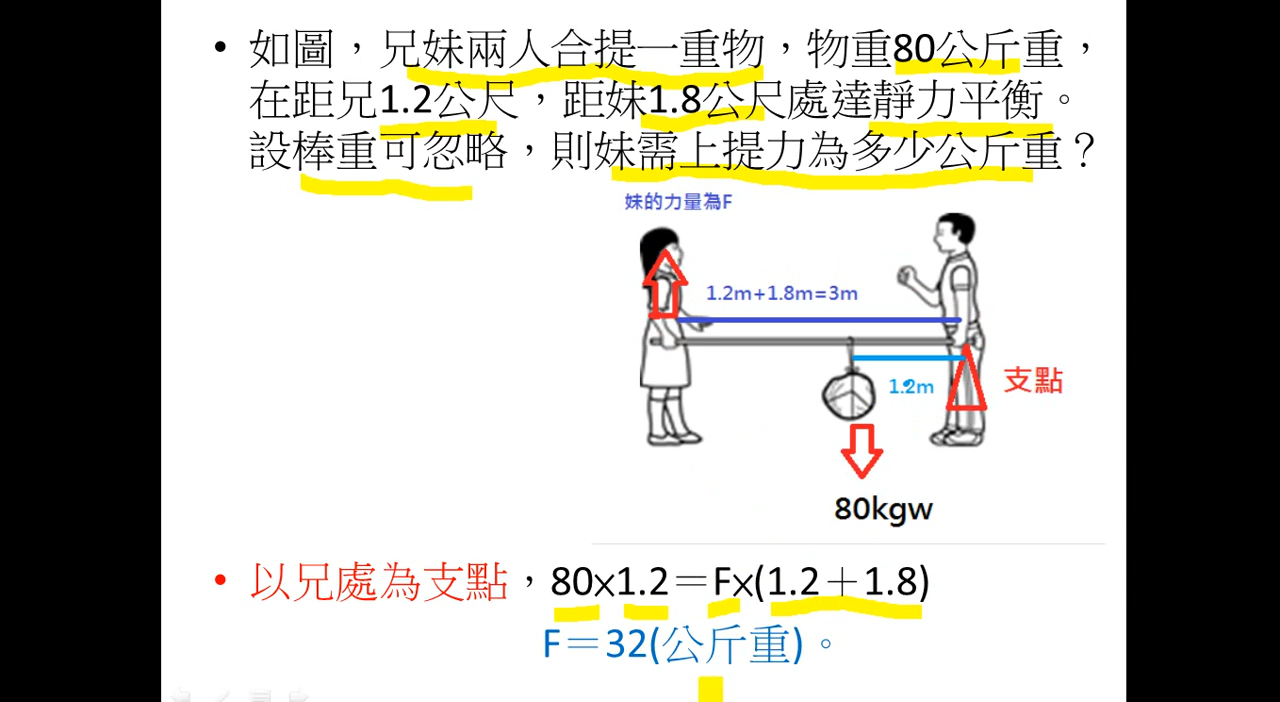 • 如圖，兄妹兩人合提一重物，物重80公斤重，
在距兄1.2公尺，距妹1.8公尺處達靜力平衡。
設棒重可忽略，則妹需上提力為多少公斤重？
妹的力量為F
1.2m+1.8m=3m
1.2m
支點
80kgw
• 以兄處為支點，80x1.2＝Fx(1.2＋1.8)
F＝32(公斤重)。